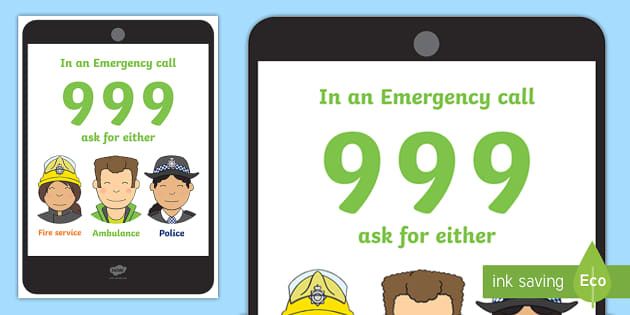 In an Emergency call
999
ask for either
Fire service Ambulance Police
In an Emergency call
999
ask for either
ink saving Eco